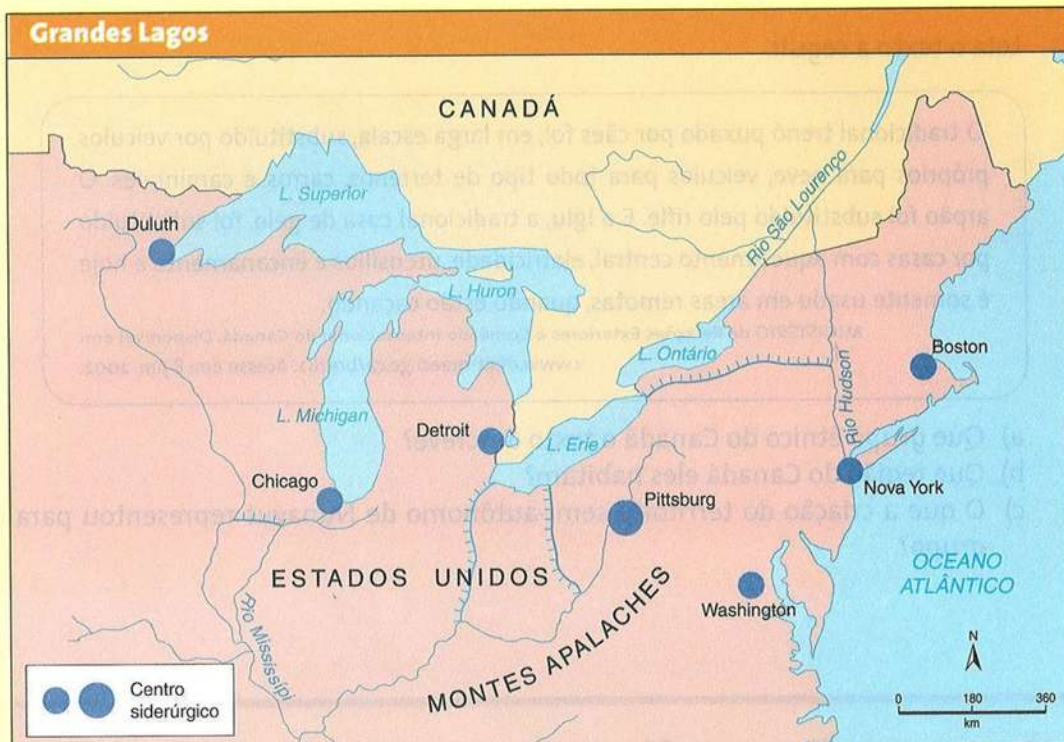 Grandes Lagos
CANADÁ
L. Superior
Duluth
Rio São Lourenço
L. Huron
L. Ontário
Boston
L. Michigan
Detroit
L. Erie
Rio Hudson
Chicago
Pittsburg
Nova York
ESTADOS UNIDOS
OCEANO
ATLÂNTICO
Washington
Rio Mississípi
MONTES APALACHES
N
Centro
siderúrgico
0 180 360
km